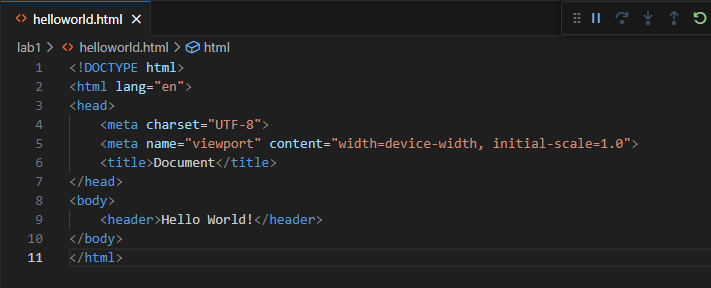 helloworld.html
lab1 > helloworld.html > html
1 <!DOCTYPE html>
2 <html lang="en">
3 <head>
4     <meta charset="UTF-8">
5     <meta name="viewport" content="width=device-width, initial-scale=1.0">
6     <title>Document</title>
7 </head>
8 <body>
9     <header>Hello World!</header>
10 </body>
11 </html>